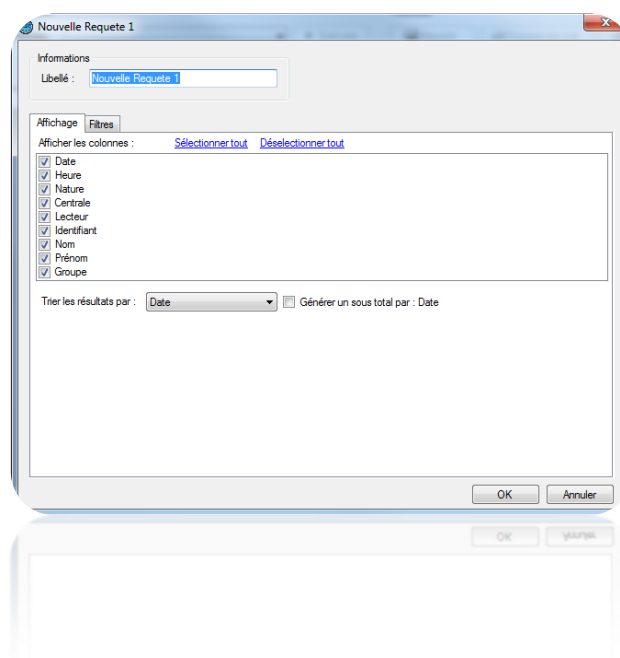 Nouvelle Requete 1
Informations
Libellé : Nouvelle Requete 1
Affichage Filtres
Afficher les colonnes : Sélectionner tout Déselectionner tout
Date
Heure
Nature
Centrale
Lecteur
Identifiant
Nom
Prénom
Groupe
Trier les résultats par : Date Générer un sous total par : Date
OK Annuler
OK Annuler